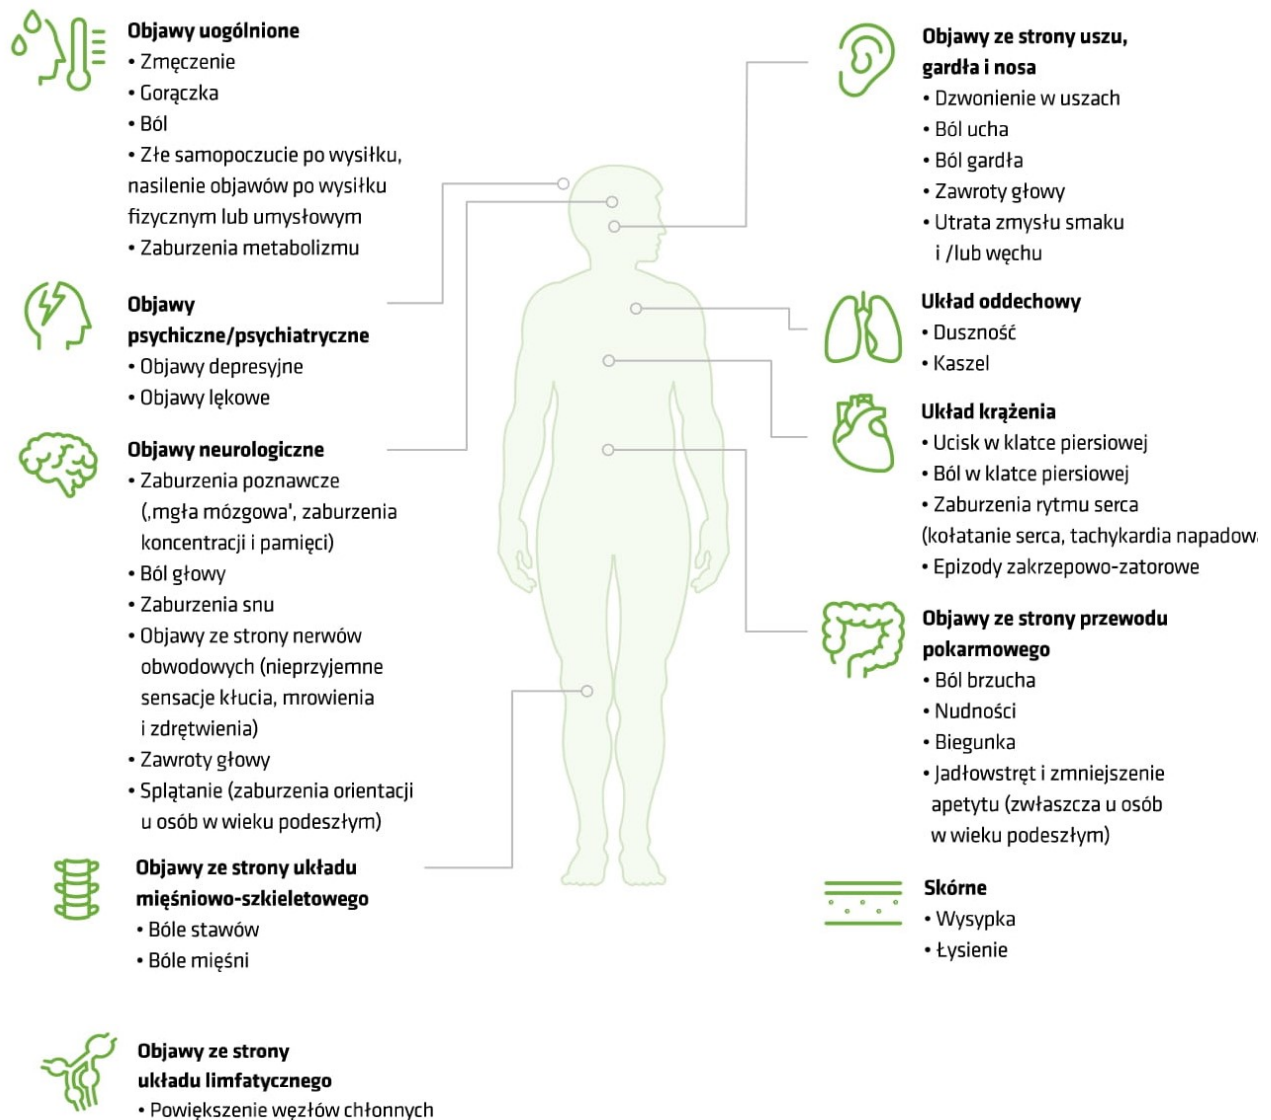 Objawy uogólnione
• Zmęczenie
• Gorączka
• Ból
• Złe samopoczucie po wysiłku,
nasilenie objawów po wysiłku
fizycznym lub umysłowym
• Zaburzenia metabolizmu
Objawy
psychiczne/psychiatryczne
• Objawy depresyjne
• Objawy lękowe
Objawy neurologiczne
• Zaburzenia poznawcze
(‚mgła mózgowa', zaburzenia
koncentracji i pamięci)
• Ból głowy
• Zaburzenia snu
• Objawy ze strony nerwów
obwodowych (nieprzyjemne
sensacje kłucia, mrowienia
i zdrętwienia)
• Zawroty głowy
• Splątanie (zaburzenia orientacji
u osób w wieku podeszłym)
Objawy ze strony układu
mięśniowo-szkieletowego
• Bóle stawów
• Bóle mięśni
Objawy ze strony
układu limfatycznego
• Powiększenie węzłów chłonnych
Objawy ze strony uszu,
gardła i nosa
• Dzwonienie w uszach
• Ból ucha
• Ból gardła
• Zawroty głowy
• Utrata zmysłu smaku
i /lub węchu
Układ oddechowy
• Duszność
• Kaszel
Układ krążenia
• Ucisk w klatce piersiowej
• Ból w klatce piersiowej
• Zaburzenia rytmu serca
(kołatanie serca, tachykardia napadow
• Epizody zakrzepowo-zatorowe
Objawy ze strony przewodu
pokarmowego
• Ból brzucha
• Nudności
• Biegunka
• Jadłowstręt i zmniejszenie
apetytu (zwłaszcza u osób
w wieku podeszłym)
Skórne
• Wysypka
• Łysienie